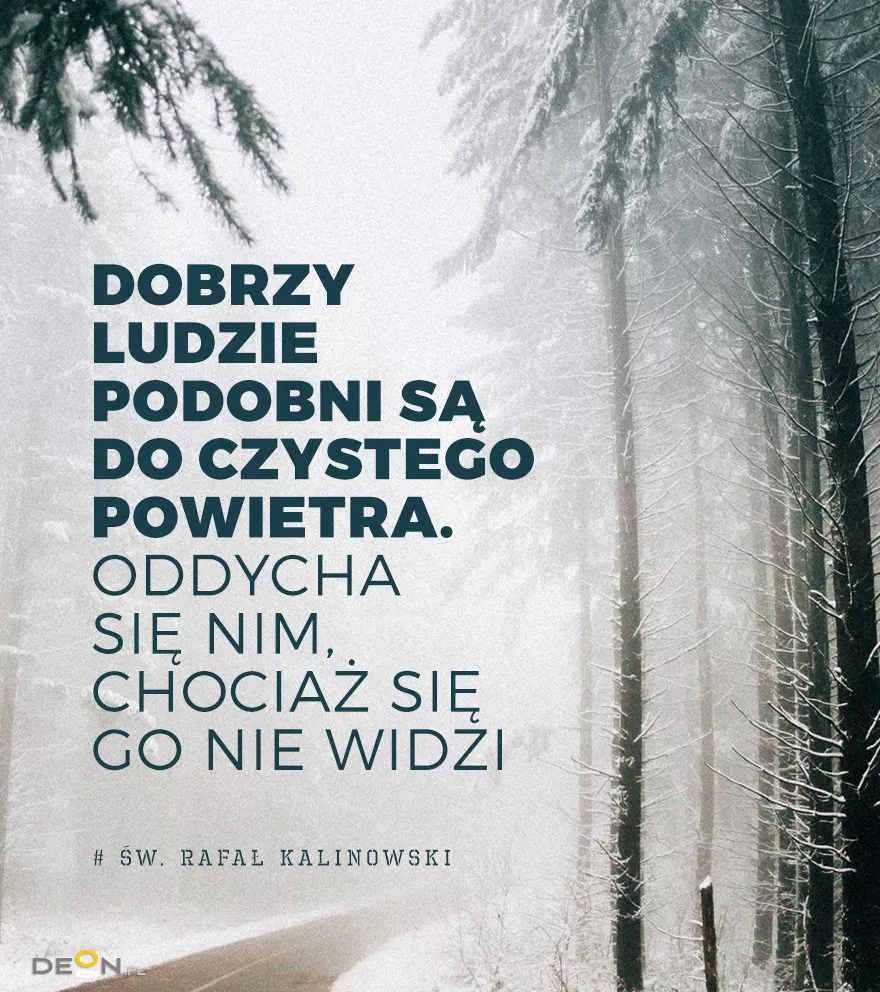 DOBRZY
LUDZIE
PODOBNI SĄ
DO CZYSTEGO
POWIETRA.
ODDYCHA
SIĘ NIM,
CHOCIAŻ SIĘ
GO NIE WIDZI
# ŚW. RAFAŁ KALINOWSKI
DEON.PL